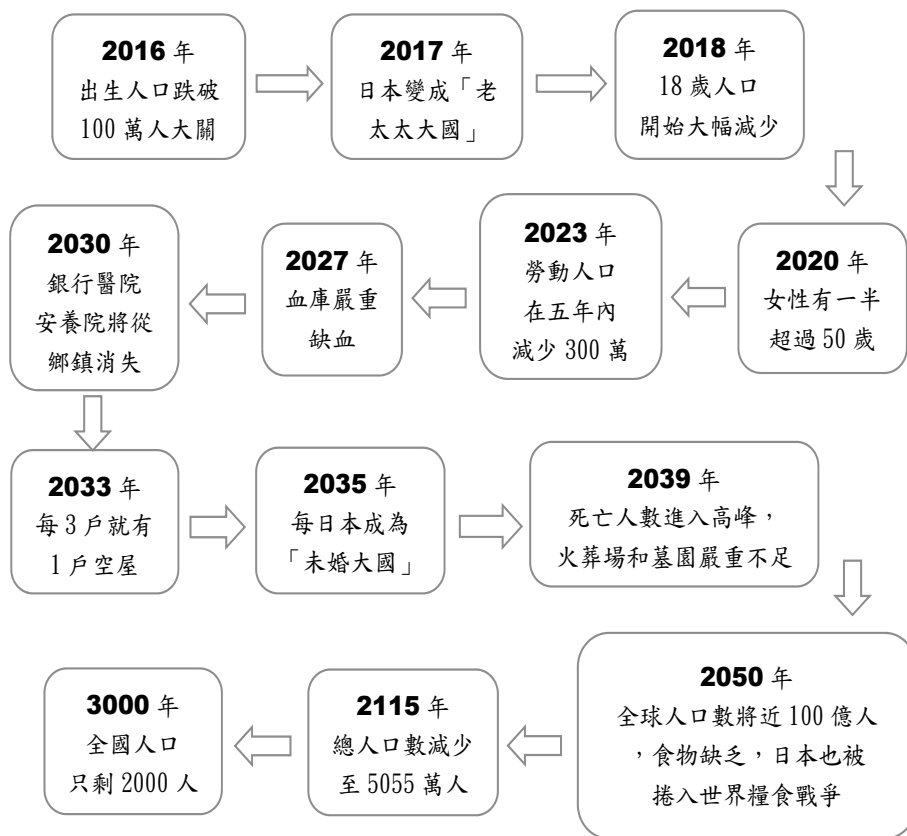 2016 年
出生人口跌破
100 萬人大關
2017 年
日本變成「老
太太大國」
2018 年
18 歲人口
開始大幅減少
2020 年
女性有一半
超過 50 歲
2023 年
勞動人口
在五年內
減少 300 萬
2027 年
血庫嚴重
缺血
2030 年
銀行醫院
安養院將從
鄉鎮消失
2033 年
每 3 戶就有
1 戶空屋
2035 年
每日本成為
「未婚大國」
2039 年
死亡人數進入高峰，
火葬場和墓園嚴重不足
2050 年
全球人口數將近 100 億人
，食物缺乏，日本也被
捲入世界糧食戰爭
2115 年
總人口數減少
至 5055 萬人
3000 年
全國人口
只剩 2000 人